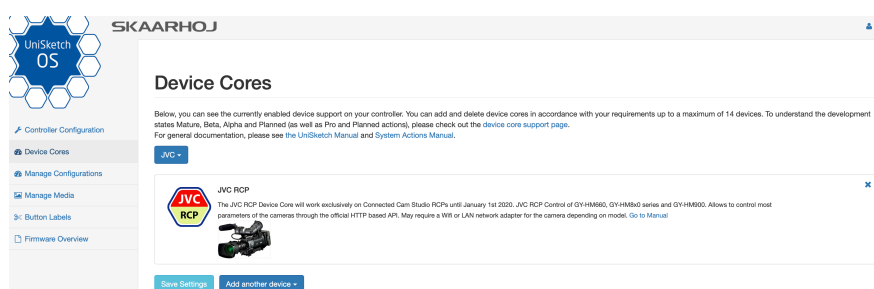 SKAARHOJ
UniSketch
OS
Controller Configuration
Device Cores
Manage Configurations
Manage Media
Button Labels
Firmware Overview
Device Cores
Below, you can see the currently enabled device support on your controller. You can add and delete device cores in accordance with your requirements up to a maximum of 14 devices. To understand the development
states Mature, Beta, Alpha and Planned (as well as Pro and Planned actions), please check out the device core support page.
For general documentation, please see the UniSketch Manual and System Actions Manual.
JVC
JVC
RCP
JVC RCP
The JVC RCP Device Core will work exclusively on Connected Cam Studio RCPs until January 1st 2020. JVC RCP Control of GY-HM660, GY-HM8x0 series and GY-HM900. Allows to control most
parameters of the cameras through the official HTTP based API. May require a Wifi or LAN network adapter for the camera depending on model. Go to Manual
Save Settings
Add another device